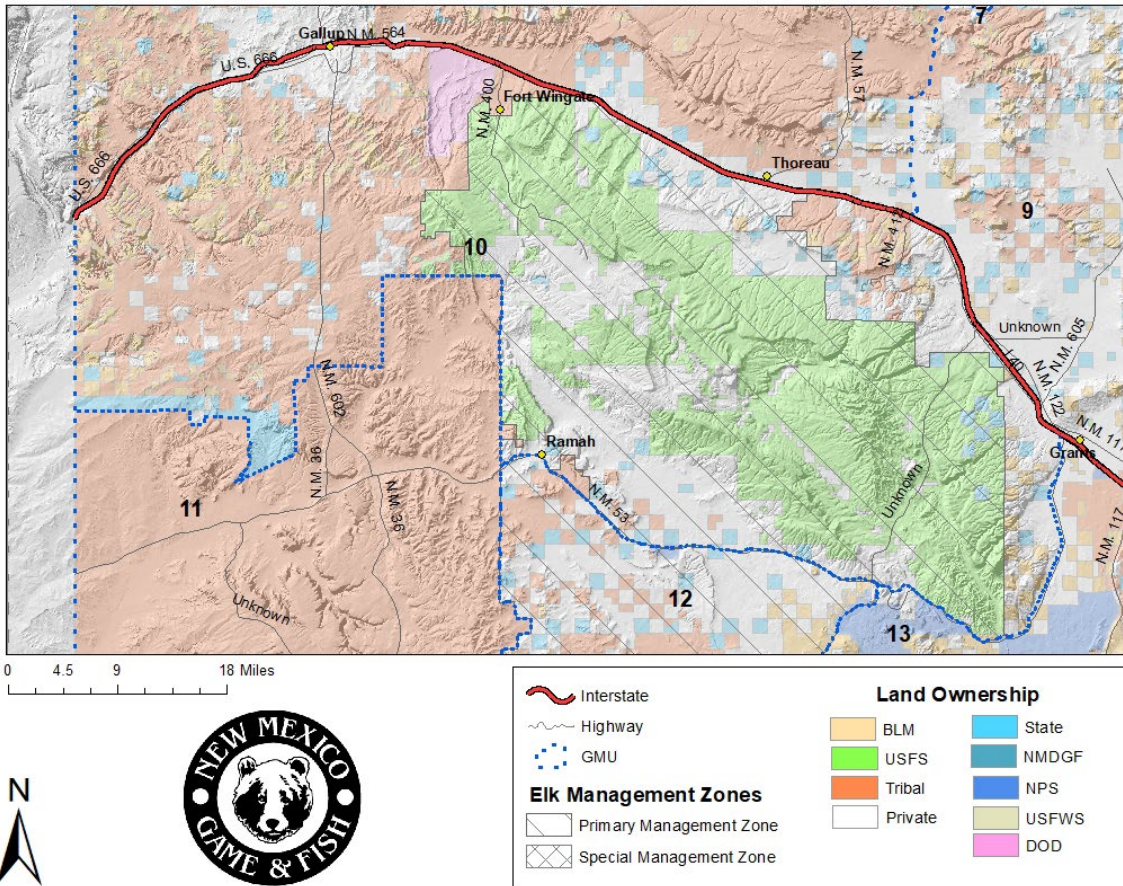 7
Gallup
N.M. 564
U.S. 666
N.M. 57
N.M. 400
Fort Wingate
U.S. 666
Thoreau
9
N.M. 412
10
Unknown
N.M. 605
I-40
N.M. 122
N.M. 602
N.M. 117
Ramah
Grants
N.M. 36
N.M. 53
Unknown
11
N.M. 36
N.M. 117
12
Unknown
13
0 4.5 9 18 Miles
N
NEW MEXICO
GAME & FISH
Interstate
Highway
GMU
Elk Management Zones
Primary Management Zone
Special Management Zone
Land Ownership
BLM
USFS
Tribal
Private
State
NMDGF
NPS
USFWS
DOD